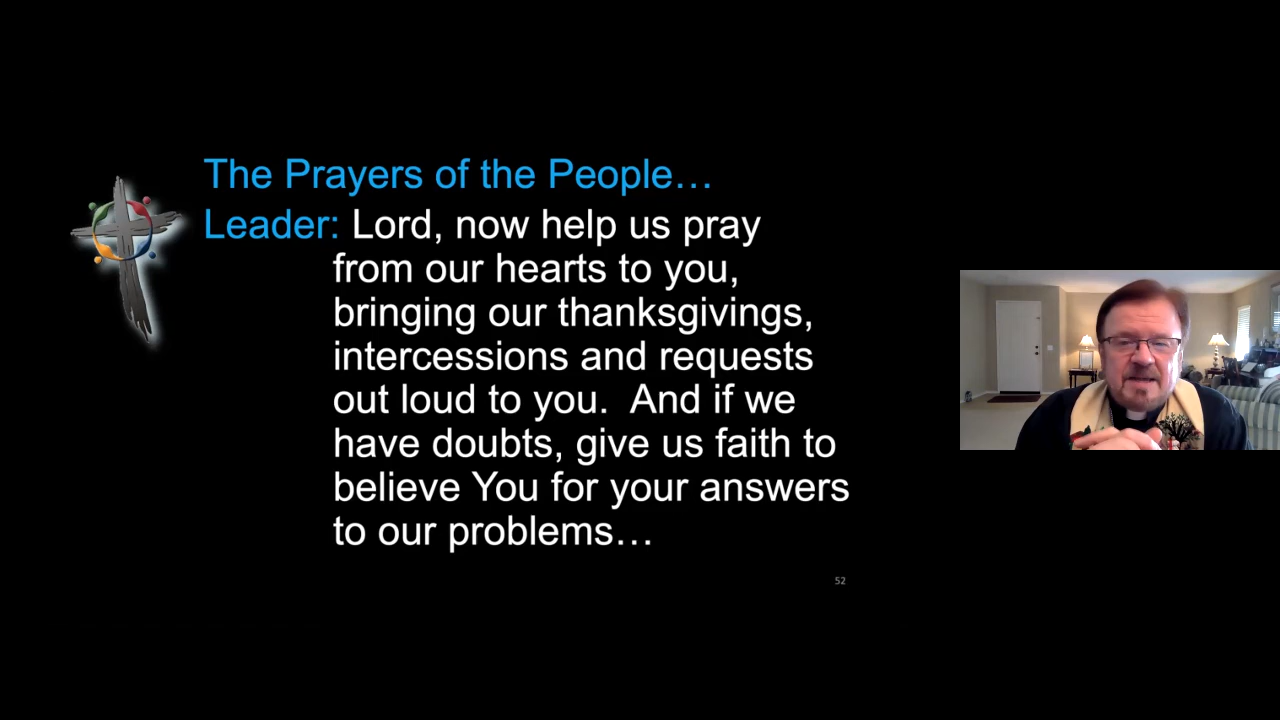 The Prayers of the People…
Leader: Lord, now help us pray
from our hearts to you,
bringing our thanksgivings,
intercessions and requests
out loud to you.  And if we
have doubts, give us faith to
believe You for your answers
to our problems…
52